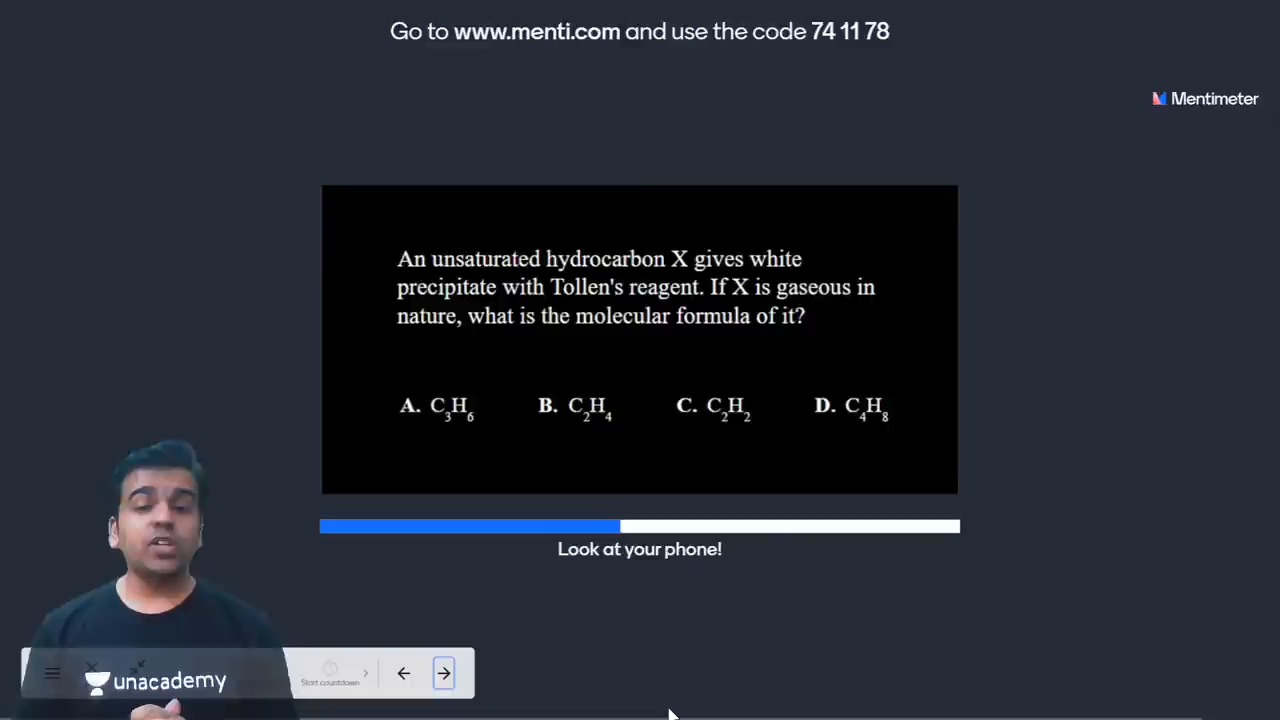 Go to www.menti.com and use the code 74 11 78
Mentimeter
An unsaturated hydrocarbon X gives white
precipitate with Tollen's reagent. If X is gaseous in
nature, what is the molecular formula of it?
A. C₃H₆ B. C₂H₄ C. C₂H₂ D. C₄H₈
Look at your phone!
Start countdown
unacademy